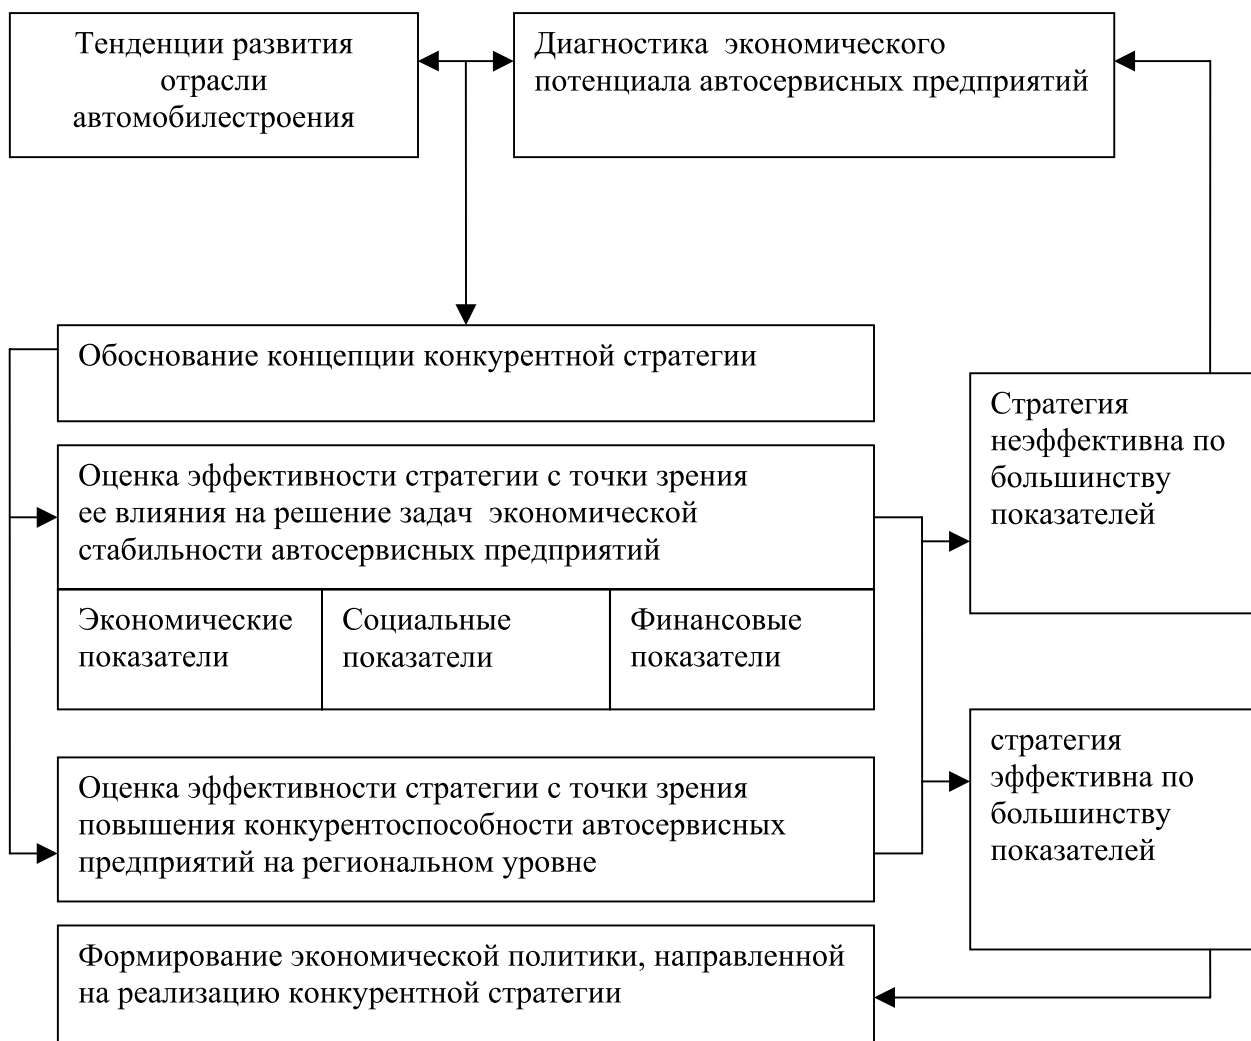 Тенденции развития
отрасли
автомобилестроения
Диагностика экономического
потенциала автосервисных предприятий
Обоснование концепции конкурентной стратегии
Оценка эффективности стратегии с точки зрения
ее влияния на решение задач экономической
стабильности автосервисных предприятий
Экономические
показатели
Социальные
показатели
Финансовые
показатели
Стратегия
неэффективна по
большинству
показателей
Оценка эффективности стратегии с точки зрения
повышения конкурентоспособности автосервисных
предприятий на региональном уровне
стратегия
эффективна по
большинству
показателей
Формирование экономической политики, направленной
на реализацию конкурентной стратегии